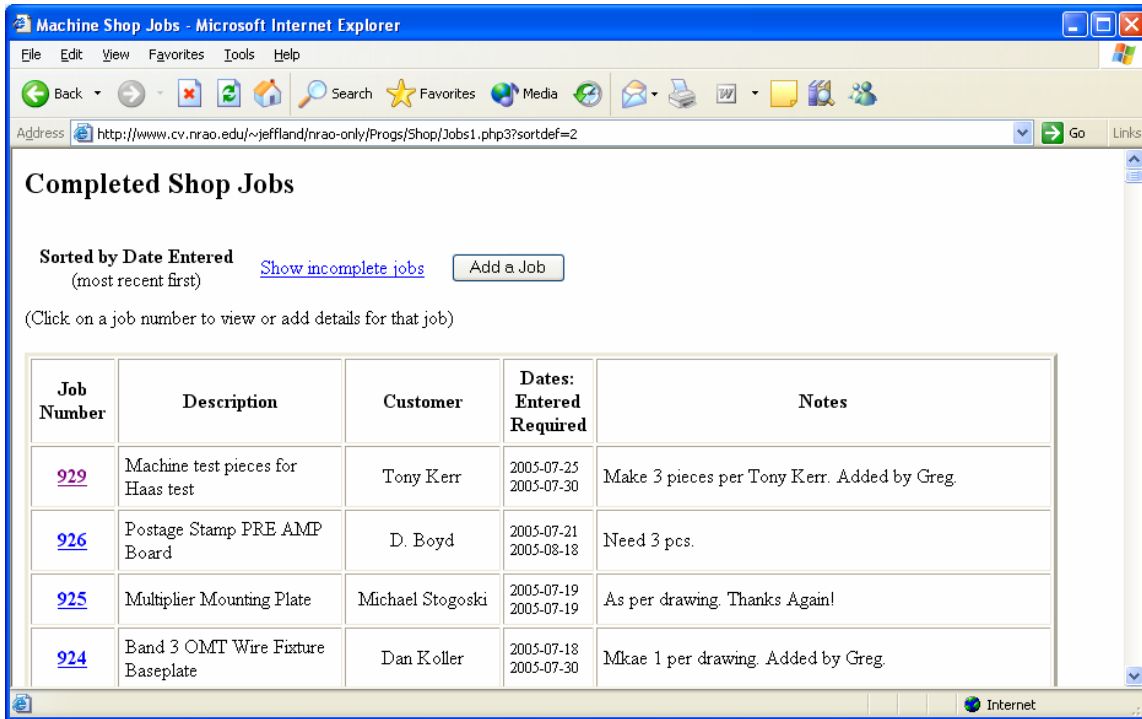 Machine Shop Jobs - Microsoft Internet Explorer
File Edit View Favorites Tools Help
Back Search Favorites Media
Address http://www.cv.nrao.edu/~jeffland/nrao-only/Progs/Shop/Jobs1.php3?sortdef=2 Go Links
Completed Shop Jobs
Sorted by Date Entered
(most recent first)
Show incomplete jobs
Add a Job
(Click on a job number to view or add details for that job)
Job
Number
Description
Customer
Dates:
Entered
Required
Notes
929
Machine test pieces for
Haas test
Tony Kerr
2005-07-25
2005-07-30
Make 3 pieces per Tony Kerr. Added by Greg.
926
Postage Stamp PRE AMP
Board
D. Boyd
2005-07-21
2005-08-18
Need 3 pcs.
925
Multiplier Mounting Plate
Michael Stogoski
2005-07-19
2005-07-19
As per drawing. Thanks Again!
924
Band 3 OMT Wire Fixture
Baseplate
Dan Koller
2005-07-18
2005-07-30
Mkae 1 per drawing. Added by Greg.
Internet